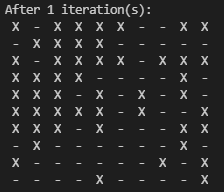 After 1 iteration(s):
X - X X X X - - X X
- X X X X - - - - -
X - X X X X - X X X
X X X X - - - - X -
X X X - X - X - X -
X X X X X - X - - X
X X X - X - - - X X
- X - - - - - - X -
X - - - - - - X - X
- - - - X - - - X -